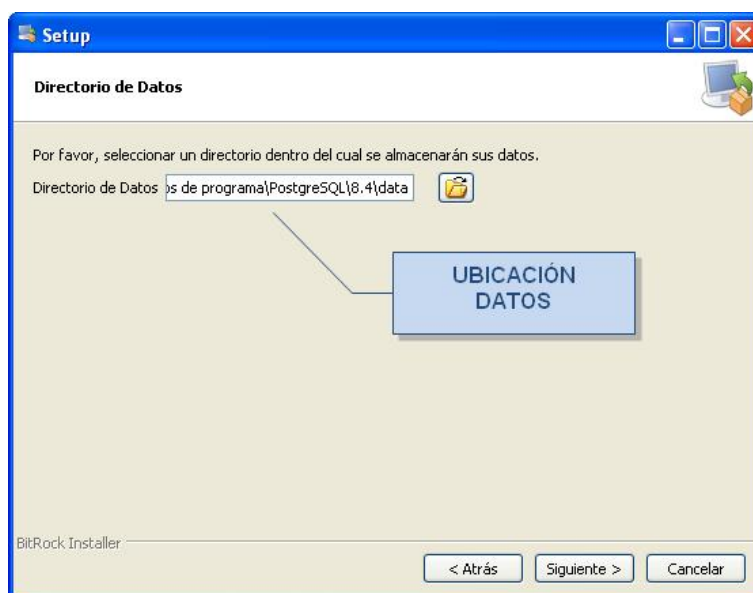 Setup
Directorio de Datos
Por favor, seleccionar un directorio dentro del cual se almacenarán sus datos.
Directorio de Datos os de programa\PostgreSQL\8.4\data
UBICACIÓN
DATOS
BitRock Installer
< Atrás Siguiente > Cancelar